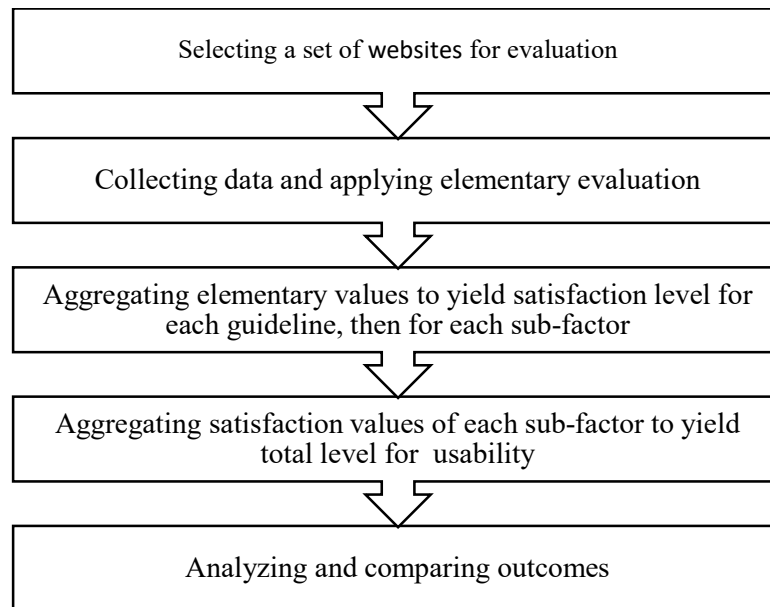 Selecting a set of websites for evaluation
Collecting data and applying elementary evaluation
Aggregating elementary values to yield satisfaction level for
each guideline, then for each sub-factor
Aggregating satisfaction values of each sub-factor to yield
total level for  usability
Analyzing and comparing outcomes